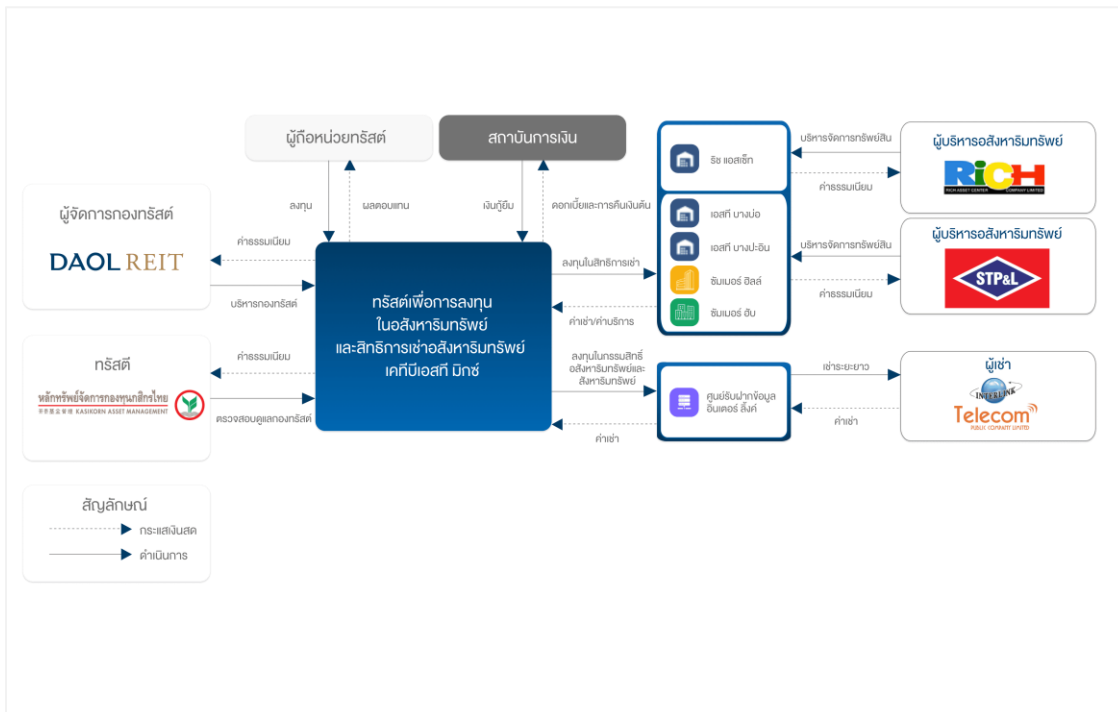 ผู้ถือหน่วยทรัสต์
สถาบันการเงิน
ลงทุน
ผลตอบแทน
เงินกู้ยืม
ดอกเบี้ยและการคืนเงินต้น
ผู้จัดการกองทรัสต์
DAOL REIT
ค่าธรรมเนียม
บริหารกองทรัสต์
ทรัสตี
หลักทรัพย์จัดการกองทุนกสิกรไทย
KASIKORN ASSET MANAGEMENT
ค่าธรรมเนียม
ตรวจสอบดูแลกองทรัสต์
สัญลักษณ์
กระแสเงินสด
ดำเนินการ
ทรัสต์เพื่อการลงทุน
ในอสังหาริมทรัพย์
และสิทธิการเช่าอสังหาริมทรัพย์
เคทีบีเอสที มิกซ์
ลงทุนในสิทธิการเช่า
ค่าเช่า/ค่าบริการ
ลงทุนในกรรมสิทธิ์
อสังหาริมทรัพย์และ
สังหาริมทรัพย์
ค่าเช่า
ริช แอสเซ็ท
เอสที บางบ่อ
เอสที บางปะอิน
ซัมเมอร์ ฮิลล์
ซัมเมอร์ ฮับ
ศูนย์รับฝากข้อมูล
อินเตอร์ ลิ้งค์
บริหารจัดการทรัพย์สิน
ค่าธรรมเนียม
ผู้บริหารอสังหาริมทรัพย์
RiCH
RICH ASSET CENTER COMPANY LIMITED
บริหารจัดการทรัพย์สิน
ค่าธรรมเนียม
ผู้บริหารอสังหาริมทรัพย์
STP&L
เช่าระยะยาว
ค่าเช่า
ผู้เช่า
INTERLINK
Telecom
PUBLIC COMPANY LIMITED